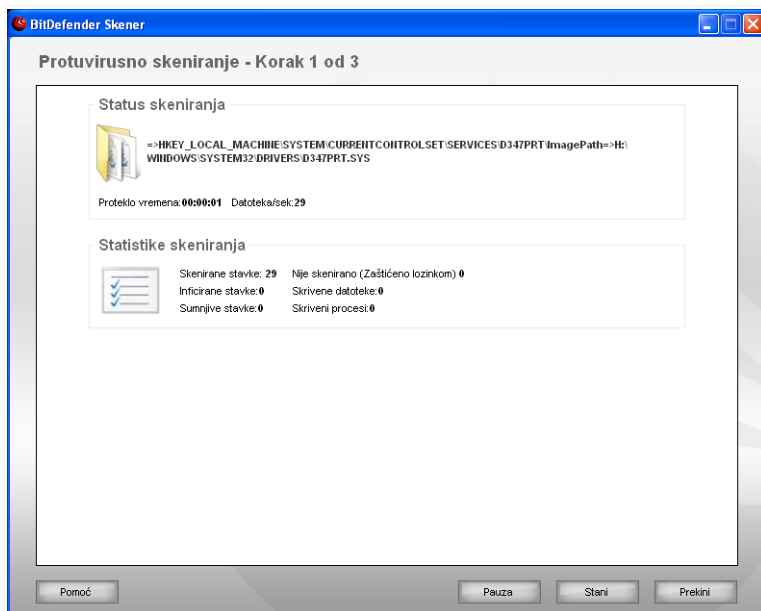 BitDefender Skener
Protuvirusno skeniranje - Korak 1 od 3
Status skeniranja
=>HKEY_LOCAL_MACHINE\SYSTEM\CURRENTCONTROLSET\SERVICES\D347PRT\ImagePath=>H:\
WINDOWS\SYSTEM32\DRIVERS\D347PRT.SYS
Proteklo vremena:00:00:01 Datoteka/sek:29
Statistike skeniranja
Skenirane stavke: 29 Nije skenirano (Zaštićeno lozinkom) 0
Inficirane stavke:0 Skrivene datoteke:0
Sumnjive stavke:0 Skriveni procesi:0
Pomoć Pauza Stani Prekini